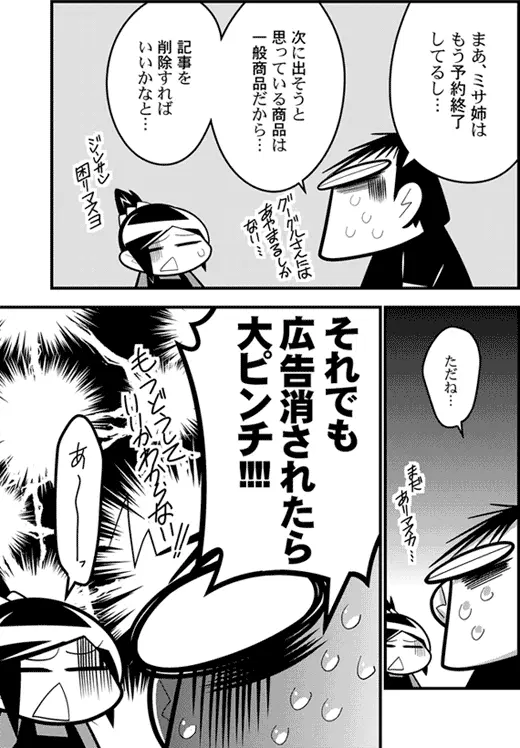 まあ、ミサ姉は
もう予約終了
してるし…
次に出そうと
思っている商品は
一般商品だから…
グーグルさんには
あやまるしか
ない…
記事を
削除すれば
いいかなと…
ジンサン
困リマスヨ
ただね…
まだ
あリマスカ…
それでも
広告消されたら
大ピンチ!!!!
もうどうして
いいかわからない!!
あ〜〜っ